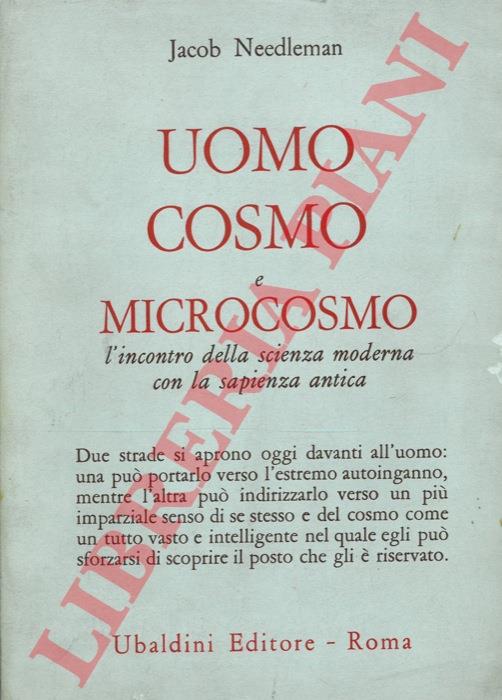 Jacob Needleman
UOMO
COSMO
e
MICROCOSMO
l'incontro della scienza moderna
con la sapienza antica
Due strade si aprono oggi davanti all'uomo:
una può portarlo verso l'estremo autoinganno,
mentre l'altra può indirizzarlo verso un più
imparziale senso di se stesso e del cosmo come
un tutto vasto e intelligente nel quale egli può
sforzarsi di scoprire il posto che gli è riservato.
Ubaldini Editore - Roma
LIBRERIA PIANI